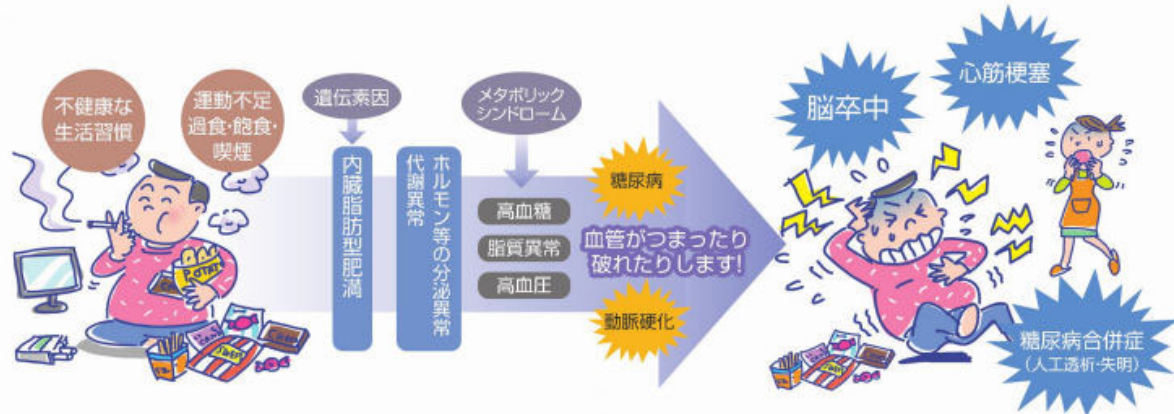 不健康な
生活習慣
運動不足
過食・飽食・
喫煙
遺伝素因
内臓脂肪型肥満
ホルモン等の分泌異常
代謝異常
メタボリック
シンドローム
高血糖
脂質異常
高血圧
糖尿病
血管がつまったり
破れたりします!
動脈硬化
脳卒中
心筋梗塞
糖尿病合併症
(人工透析・失明)